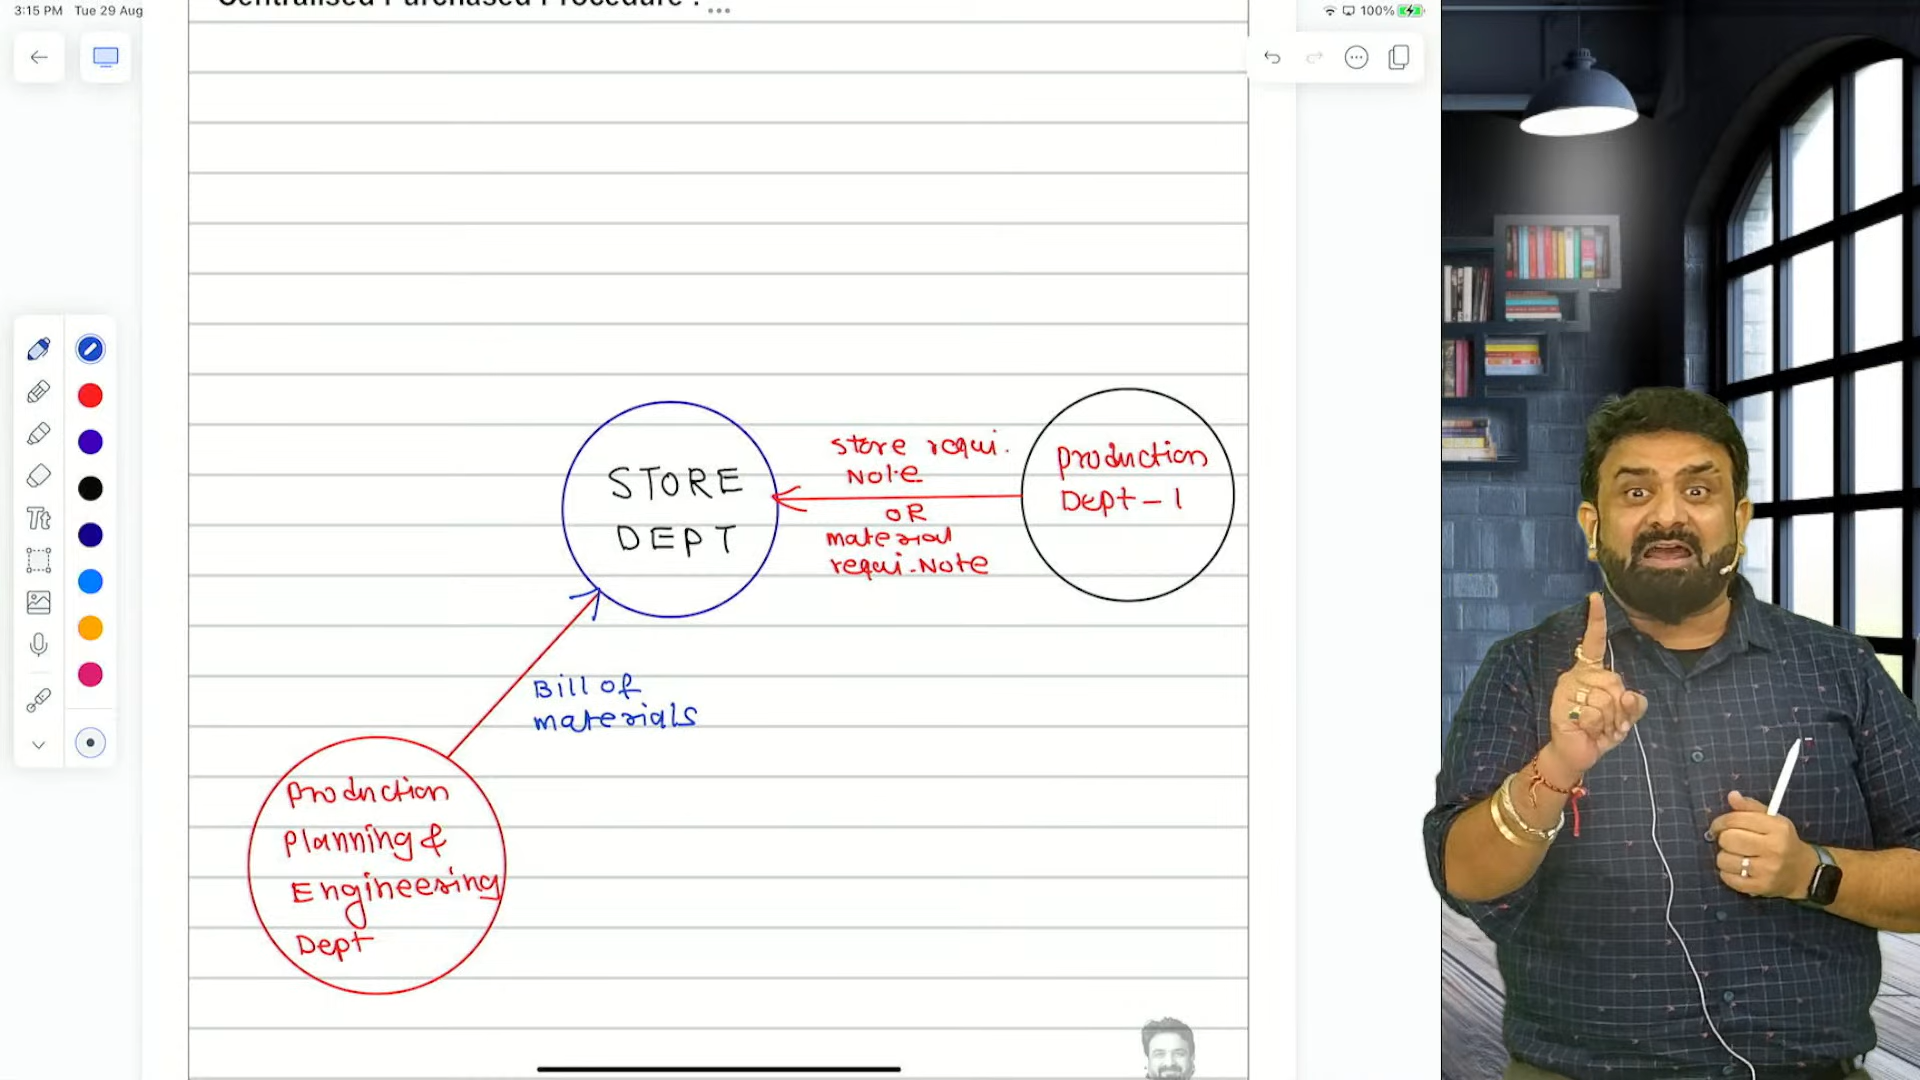 3:15 PM Tue 29 Aug
100%
Centralised Purchased Procedure :
STORE
DEPT
store requi.
Note
OR
material
requi.Note
Production
Dept-1
Bill of
materials
Production
Planning &
Engineering
Dept
Tt